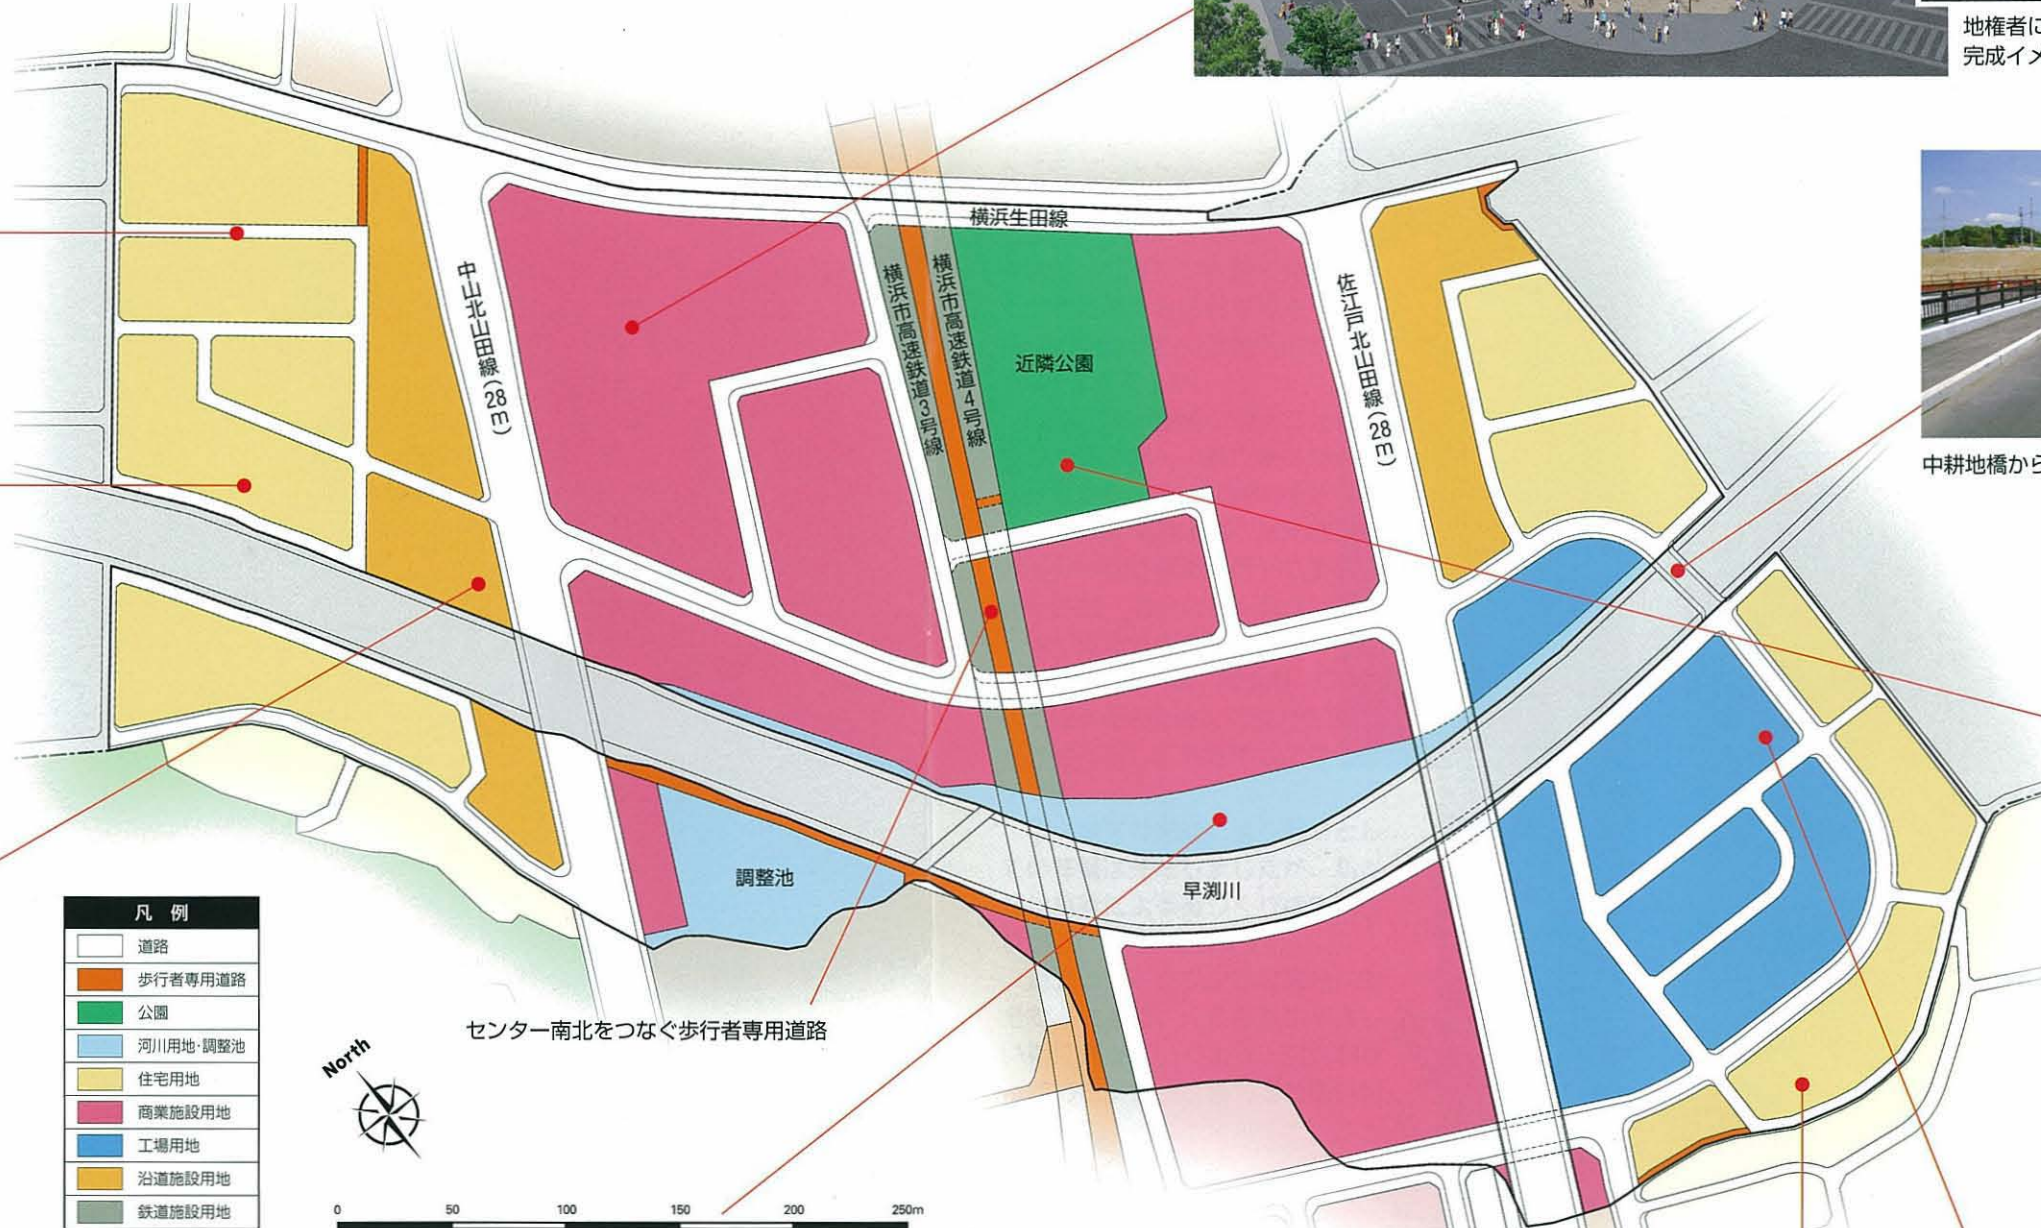 地権者に
完成イメ
横浜生田線
中山北山田線(28m)
横浜市高速鉄道3号線
横浜市高速鉄道4号線
近隣公園
佐江戸北山田線(28m)
中耕地橋から
調整池
早渕川
センター南北をつなぐ歩行者専用道路
凡 例
道路
歩行者専用道路
公園
河川用地・調整池
住宅用地
商業施設用地
工場用地
沿道施設用地
鉄道施設用地
North
0 50 100 150 200 250m